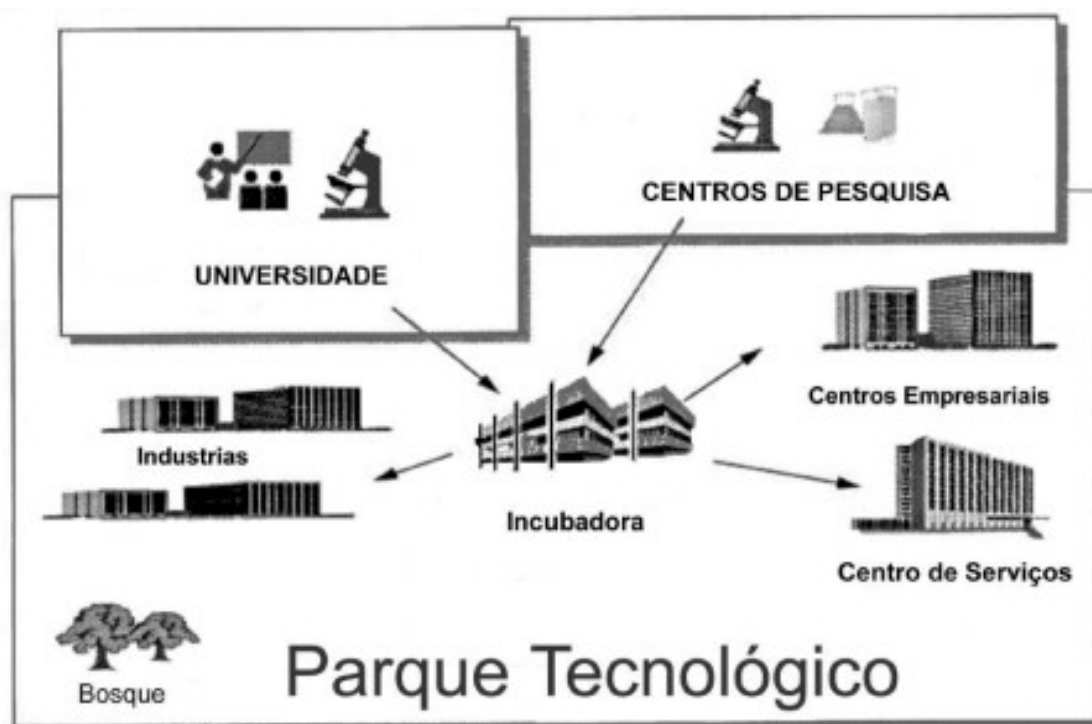 CENTROS DE PESQUISA
UNIVERSIDADE
Centros Empresariais
Industrias
Incubadora
Centro de Serviços
Bosque
Parque Tecnológico